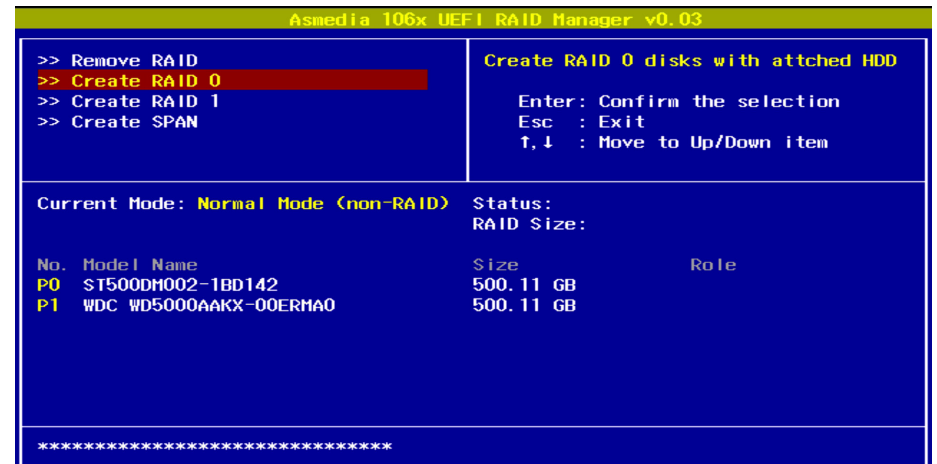 Asmedia 106x UEFI RAID Manager v0.03
>> Remove RAID
>> Create RAID 0
>> Create RAID 1
>> Create SPAN
Create RAID 0 disks with attched HDD
Enter: Confirm the selection
Esc : Exit
↑,↓ : Move to Up/Down item
Current Mode: Normal Mode (non-RAID)
Status:
RAID Size:
No. Model Name Size Role
P0 ST500DM002-1BD142 500.11 GB
P1 WDC WD5000AAKX-00ERMA0 500.11 GB
*******************************